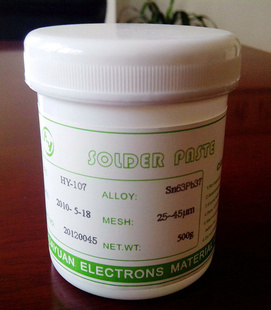 SOLDER PASTE
HY-107 ALLOY: Sn63Pb37
2010-5-18 MESH: 25~45μm
20120045 NET.WT: 500g
ELECTRONS MATERIAL